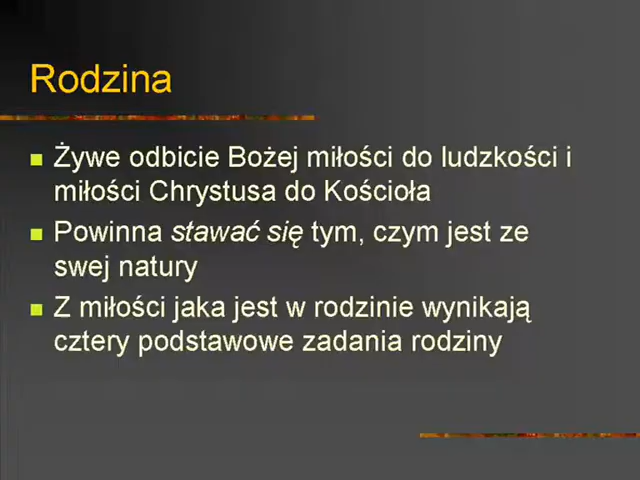 Rodzina
Żywe odbicie Bożej miłości do ludzkości i
miłości Chrystusa do Kościoła
Powinna stawać się tym, czym jest ze
swej natury
Z miłości jaka jest w rodzinie wynikają
cztery podstawowe zadania rodziny